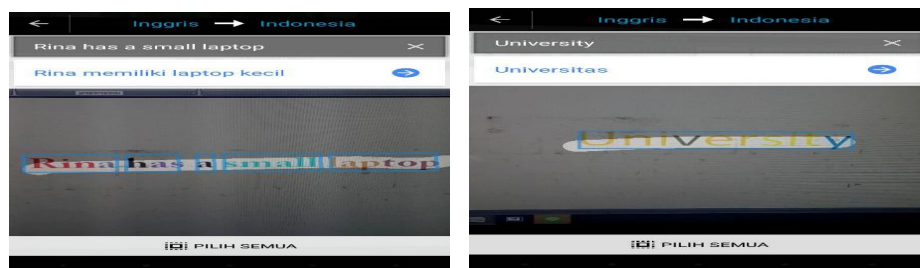 Inggris → Indonesia
Rina has a small laptop
Rina memiliki laptop kecil
Rina has a small laptop
PILIH SEMUA
Inggris → Indonesia
University
Universitas
University
PILIH SEMUA